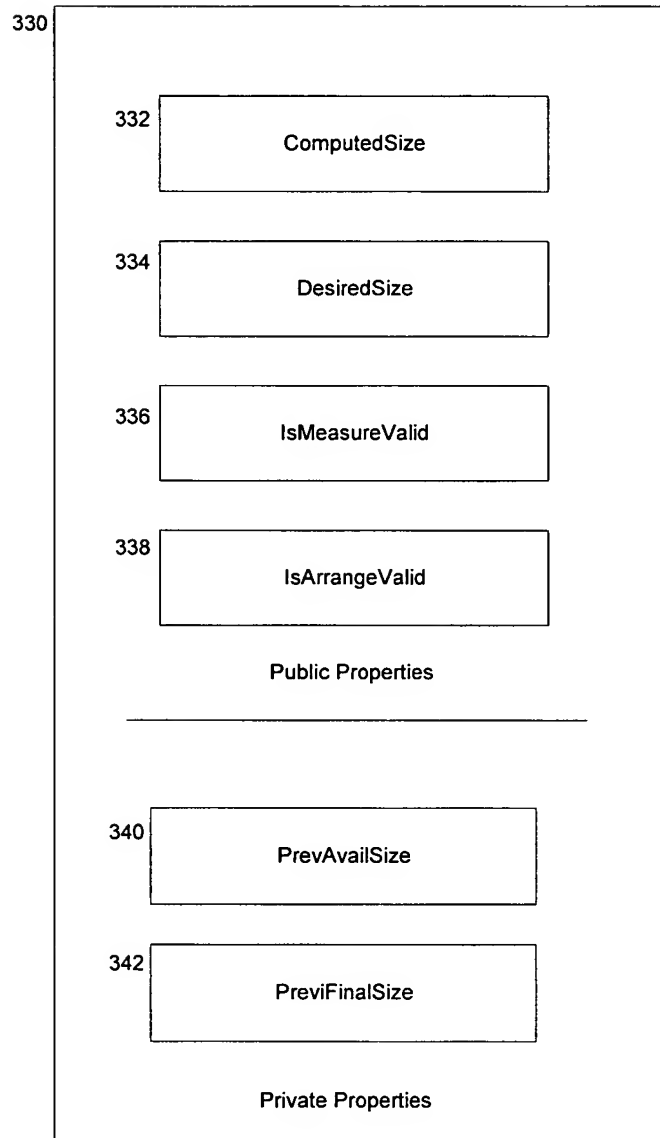 330
332
ComputedSize
334
DesiredSize
336
IsMeasureValid
338
IsArrangeValid
Public Properties
340
PrevAvailSize
342
PreviFinalSize
Private Properties